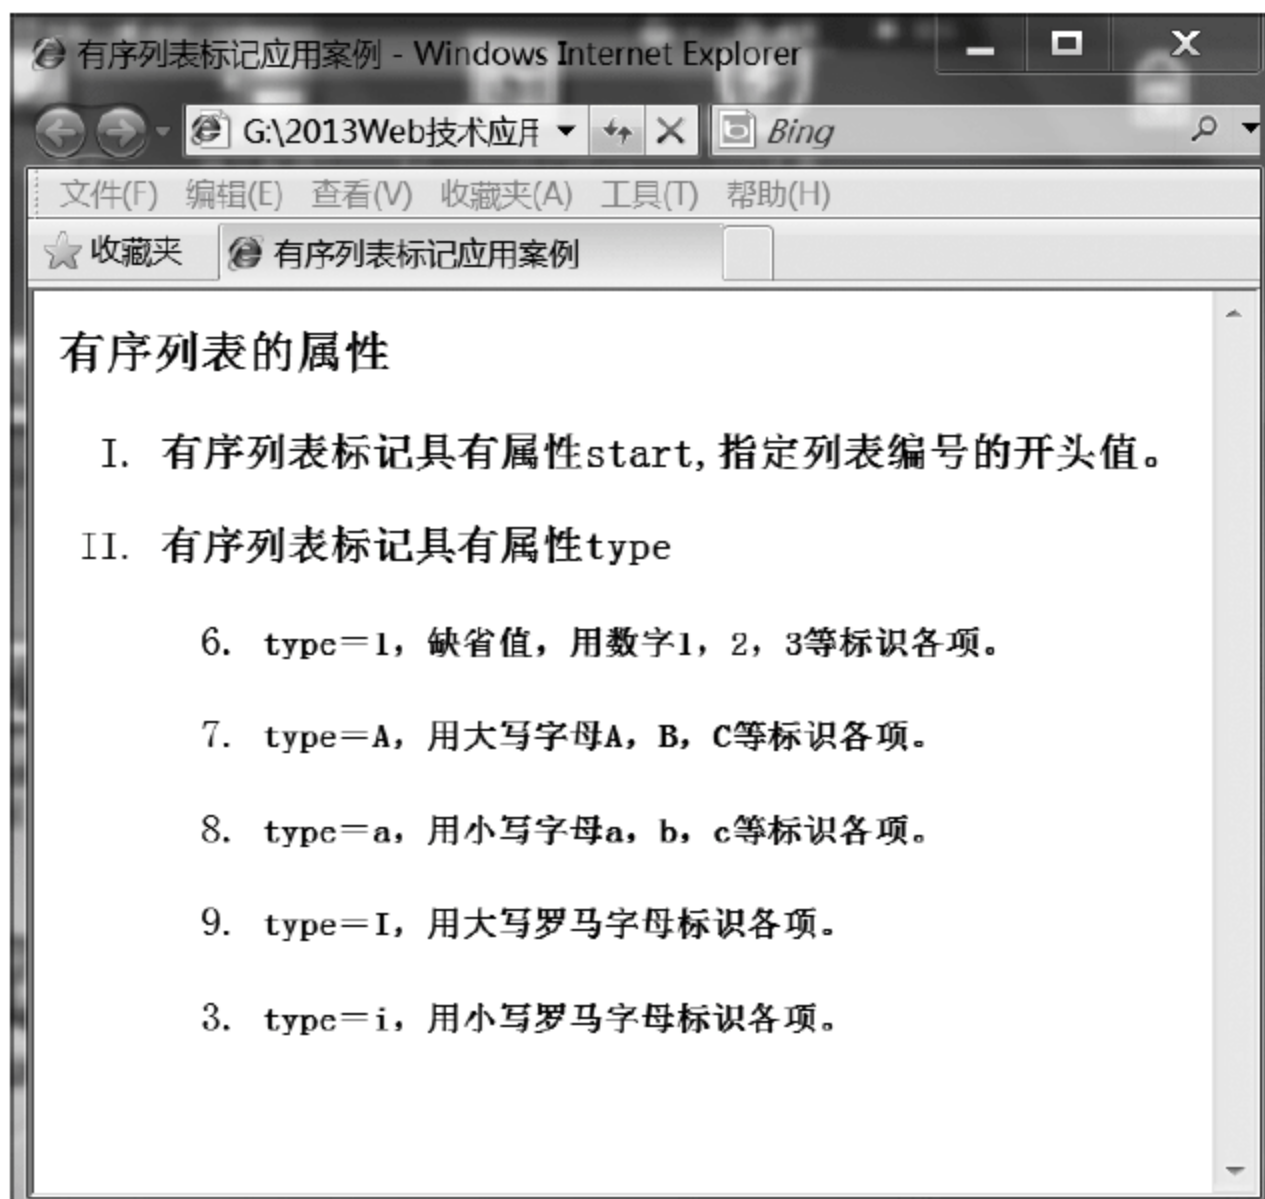 有序列表标记应用案例 - Windows Internet Explorer
G:\2013Web技术应用 Bing
文件(F) 编辑(E) 查看(V) 收藏夹(A) 工具(T) 帮助(H)
收藏夹 有序列表标记应用案例
有序列表的属性
I. 有序列表标记具有属性start,指定列表编号的开头值。
II. 有序列表标记具有属性type
6. type=1，缺省值，用数字1，2，3等标识各项。
7. type=A，用大写字母A，B，C等标识各项。
8. type=a，用小写字母a，b，c等标识各项。
9. type=I，用大写罗马字母标识各项。
3. type=i，用小写罗马字母标识各项。